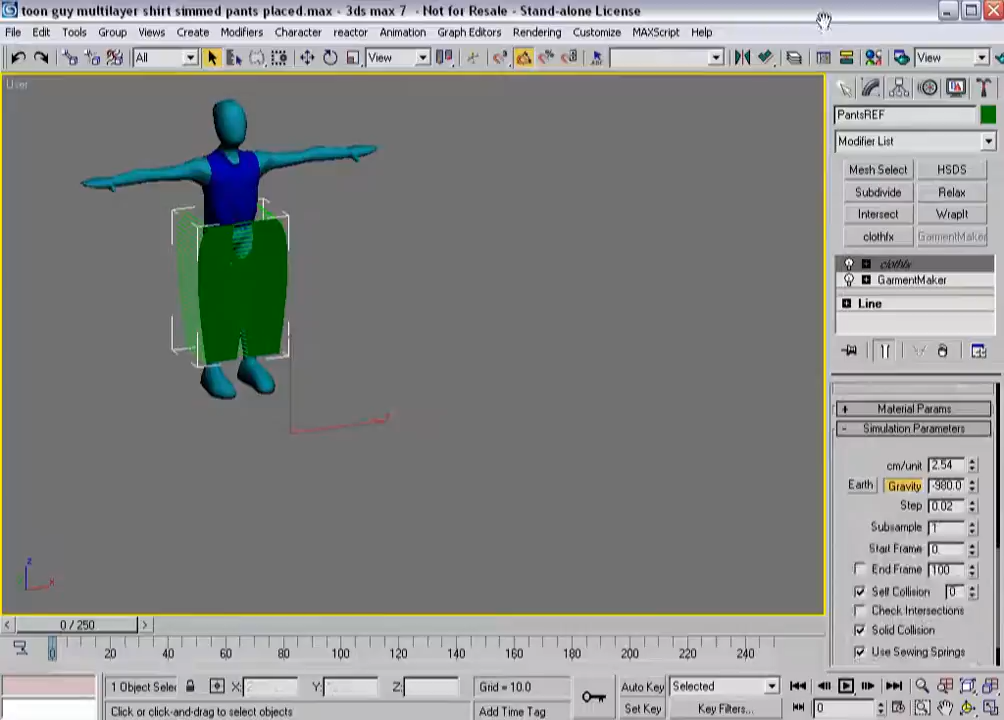 toon guy multilayer shirt simmed pants placed.max - 3ds max 7 - Not for Resale - Stand-alone License
File Edit Tools Group Views Create Modifiers Character reactor Animation Graph Editors Rendering Customize MAXScript Help
All View View
User
PantsREF
Modifier List
Mesh Select HSDS
Subdivide Relax
Intersect WrapIt
clothfx GarmentMaker
clothfx
GarmentMaker
Line
+ Material Params
- Simulation Parameters
cm/unit 2.54
Earth Gravity -980.0
Step 0.02
Subsample 1
Start Frame 0
End Frame 100
Self Collision 0
Check Intersections
Solid Collision
Use Sewing Springs
z
x
< 0 / 250 >
0 20 40 60 80 100 120 140 160 180 200 220 240
1 Object Selec X: Y: Z: Grid = 10.0 Auto Key Selected
Click or click-and-drag to select objects Add Time Tag Set Key Key Filters... 0